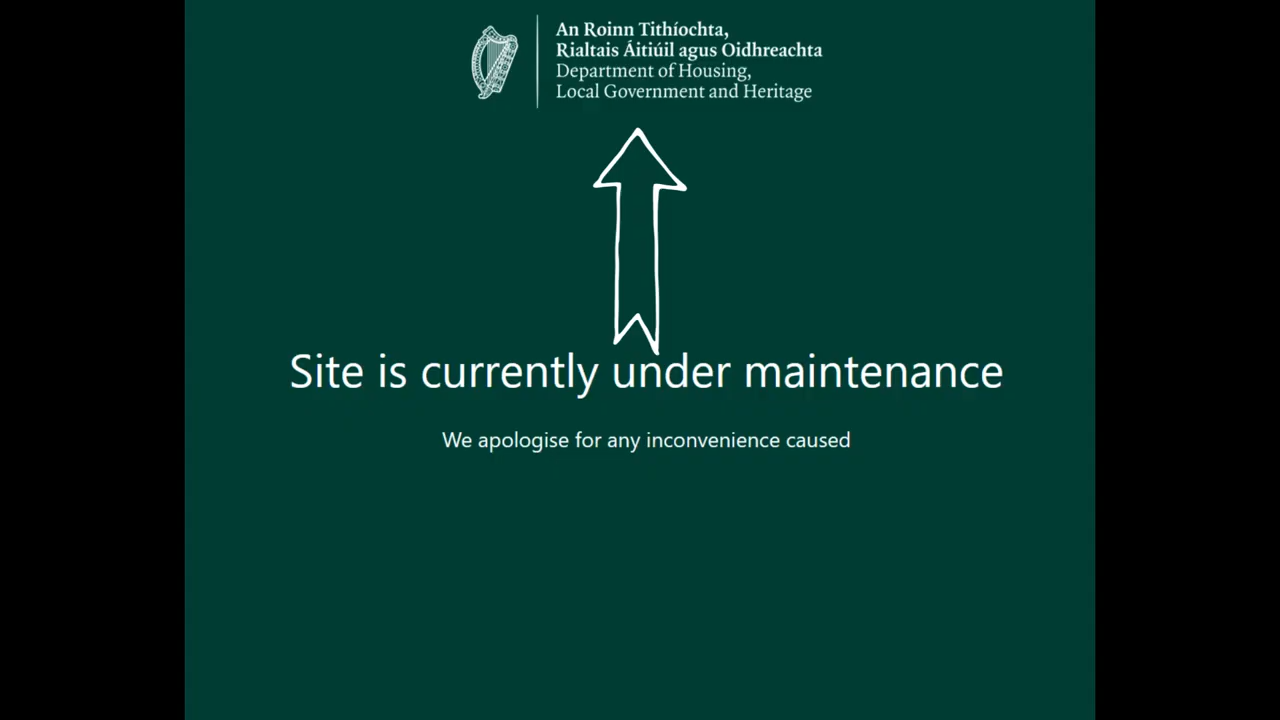 An Roinn Tithíochta,
Rialtais Áitiúil agus Oidhreachta
Department of Housing,
Local Government and Heritage
Site is currently under maintenance
We apologise for any inconvenience caused